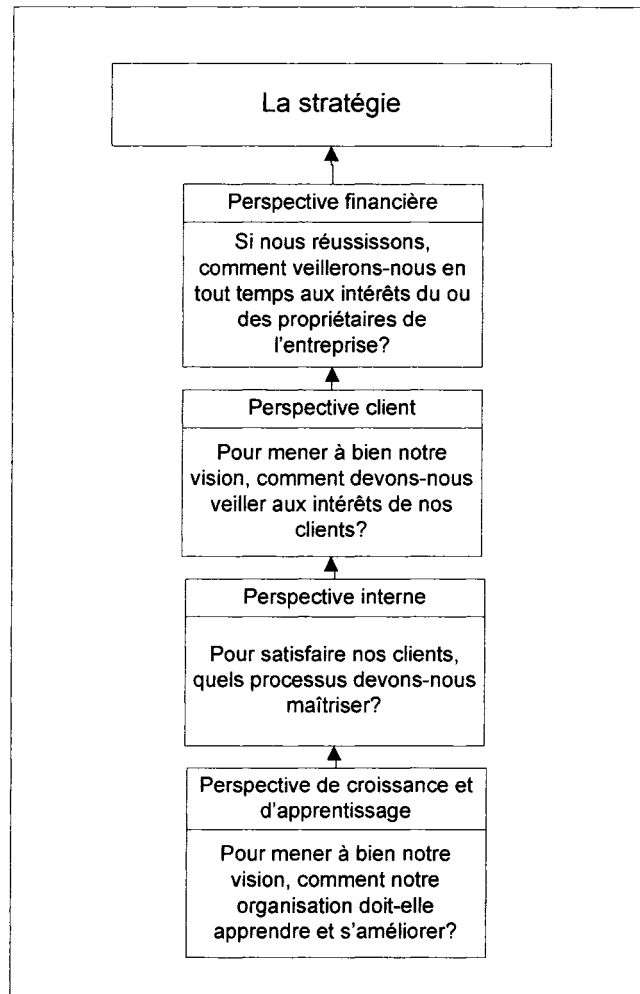 La stratégie
Perspective financière
Si nous réussissons,
comment veillerons-nous en
tout temps aux intérêts du ou
des propriétaires de
l'entreprise?
Perspective client
Pour mener à bien notre
vision, comment devons-nous
veiller aux intérêts de nos
clients?
Perspective interne
Pour satisfaire nos clients,
quels processus devons-nous
maîtriser?
Perspective de croissance et
d'apprentissage
Pour mener à bien notre
vision, comment notre
organisation doit-elle
apprendre et s'améliorer?